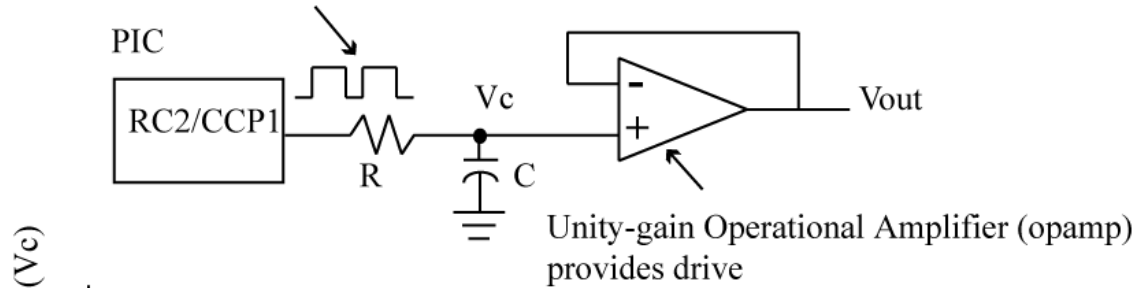 PIC
RC2/CCP1
Vc
R
C
-
+
Vout
Unity-gain Operational Amplifier (opamp)
provides drive
(Vc)